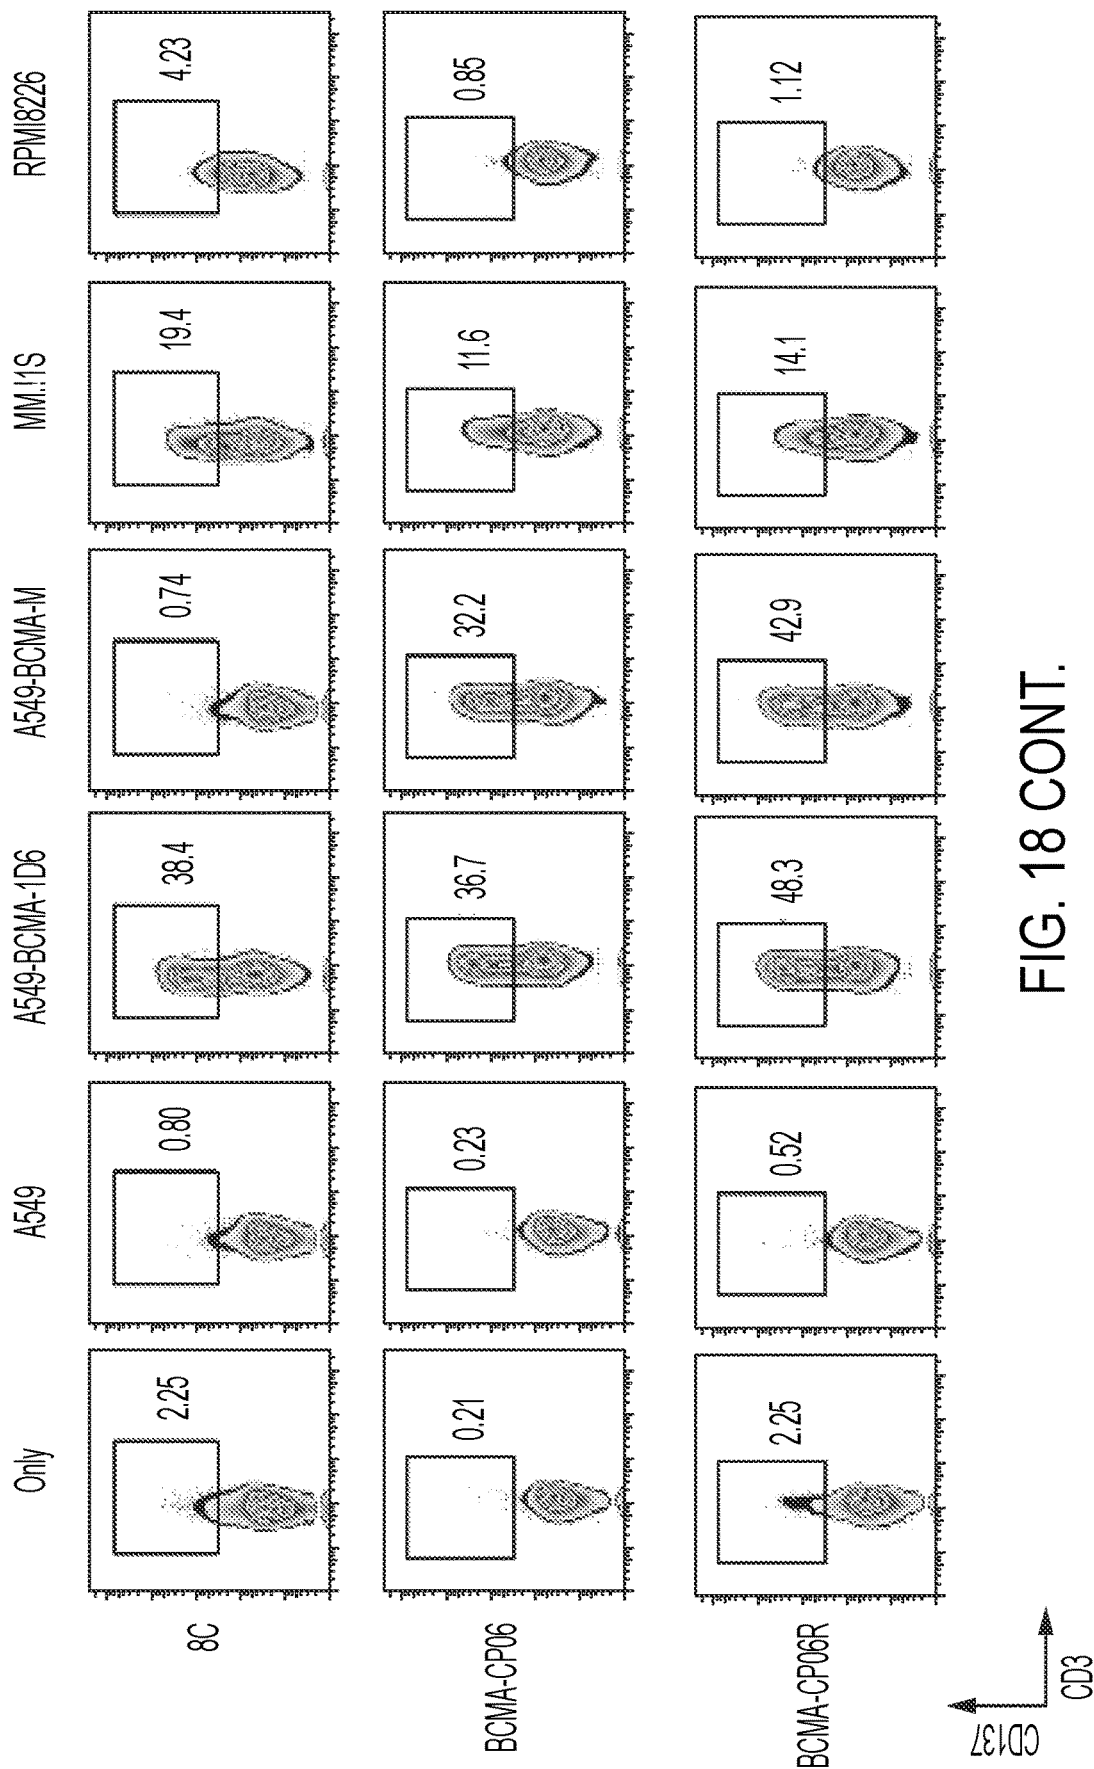 Only
A549
A549-BCMA-1D6
A549-BCMA-M
MM.!1S
RPMI8226
8C
2.25
0.80
38.4
0.74
19.4
4.23
BCMA-CP06
0.21
0.23
36.7
32.2
11.6
0.85
BCMA-CP06R
2.25
0.52
48.3
42.9
14.1
1.12
CD137
CD3
FIG. 18 CONT.